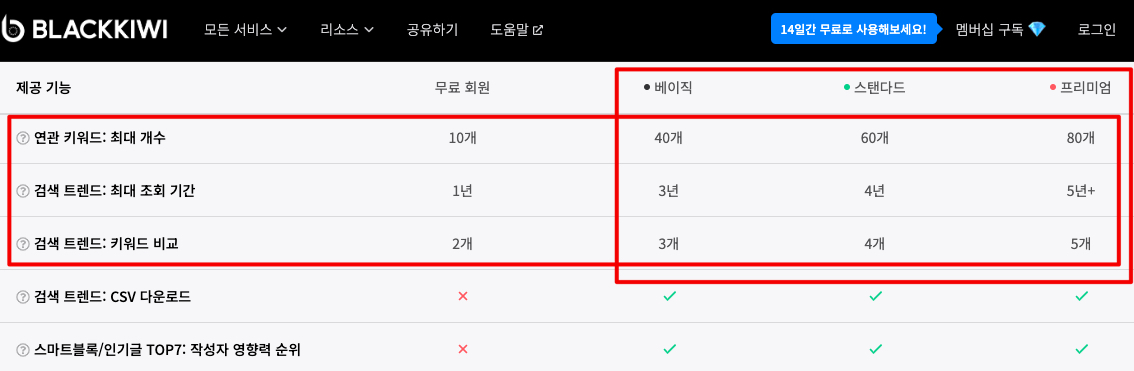 BLACKKIWI 모든 서비스 리소스 공유하기 도움말 14일간 무료로 사용해보세요! 멤버십 구독 로그인
제공 기능 무료 회원 베이직 스탠다드 프리미엄
연관 키워드: 최대 개수 10개 40개 60개 80개
검색 트렌드: 최대 조회 기간 1년 3년 4년 5년+
검색 트렌드: 키워드 비교 2개 3개 4개 5개
검색 트렌드: CSV 다운로드
스마트블록/인기글 TOP7: 작성자 영향력 순위